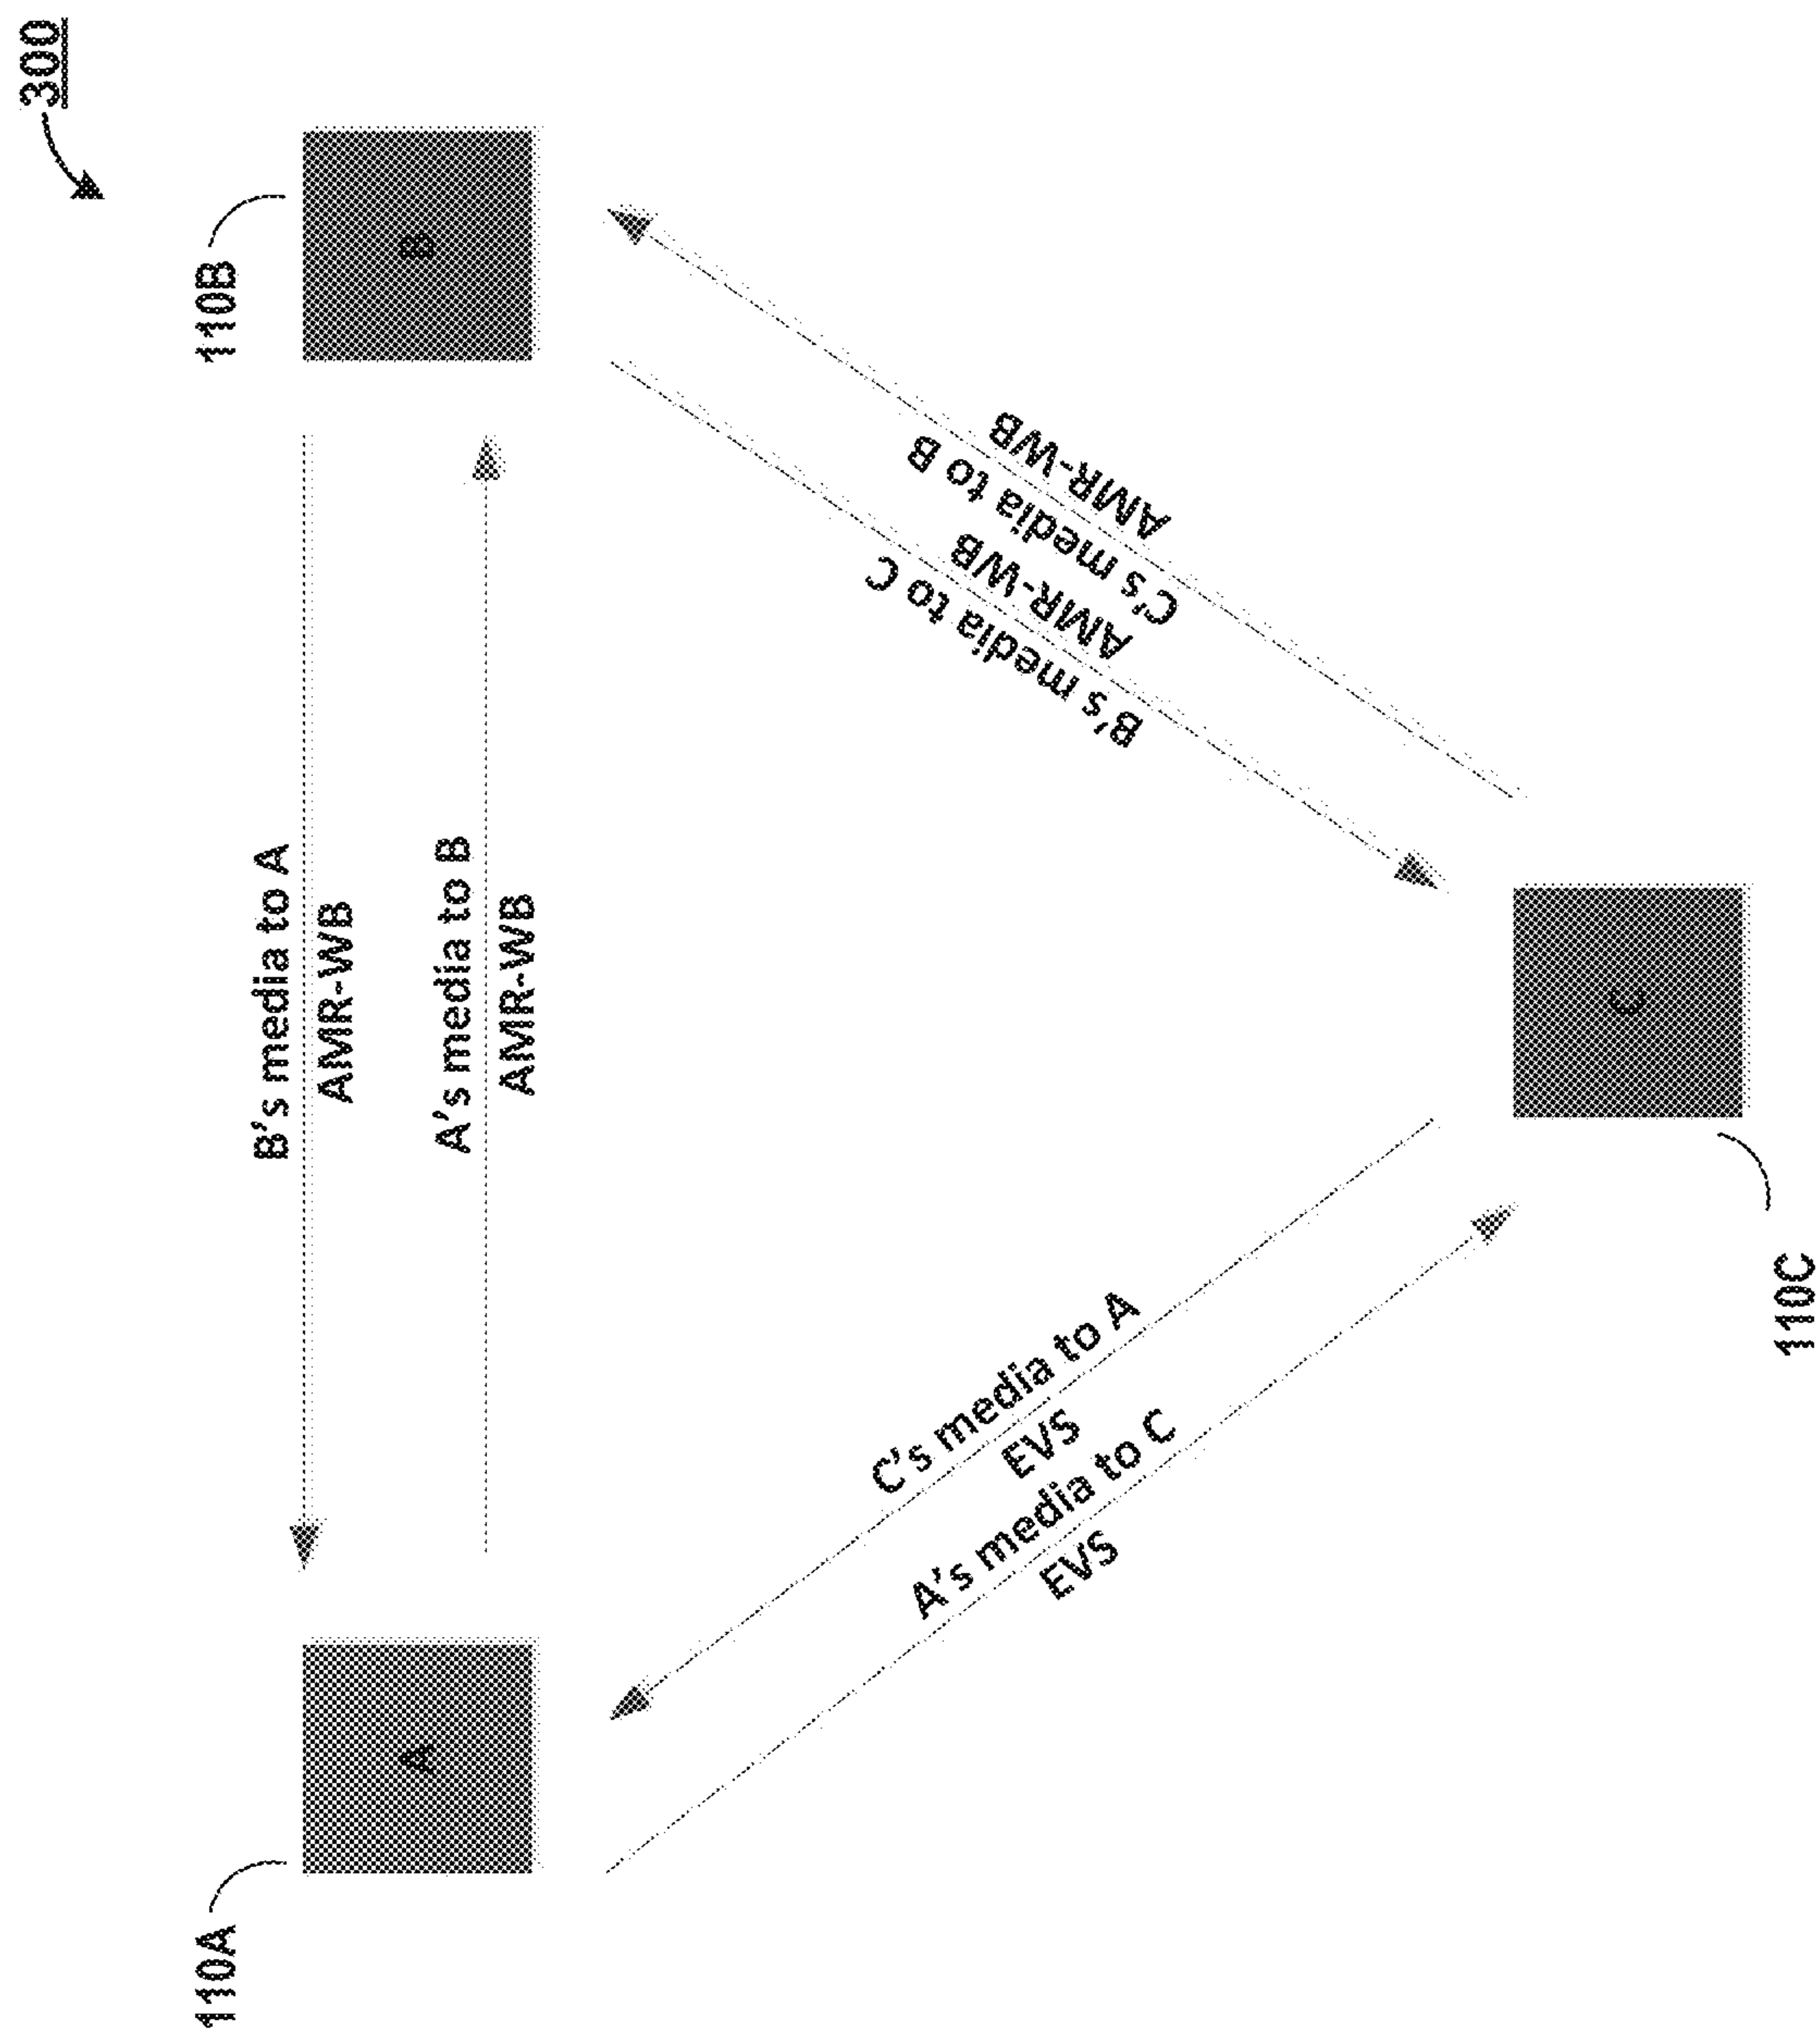 300
110A
110B
A
B
B's media to A
AMR-WB
A's media to B
AMR-WB
C's media to A
EVS
A's media to C
EVS
C's media to B
AMR-WB
B's media to C
AMR-WB
C
110C